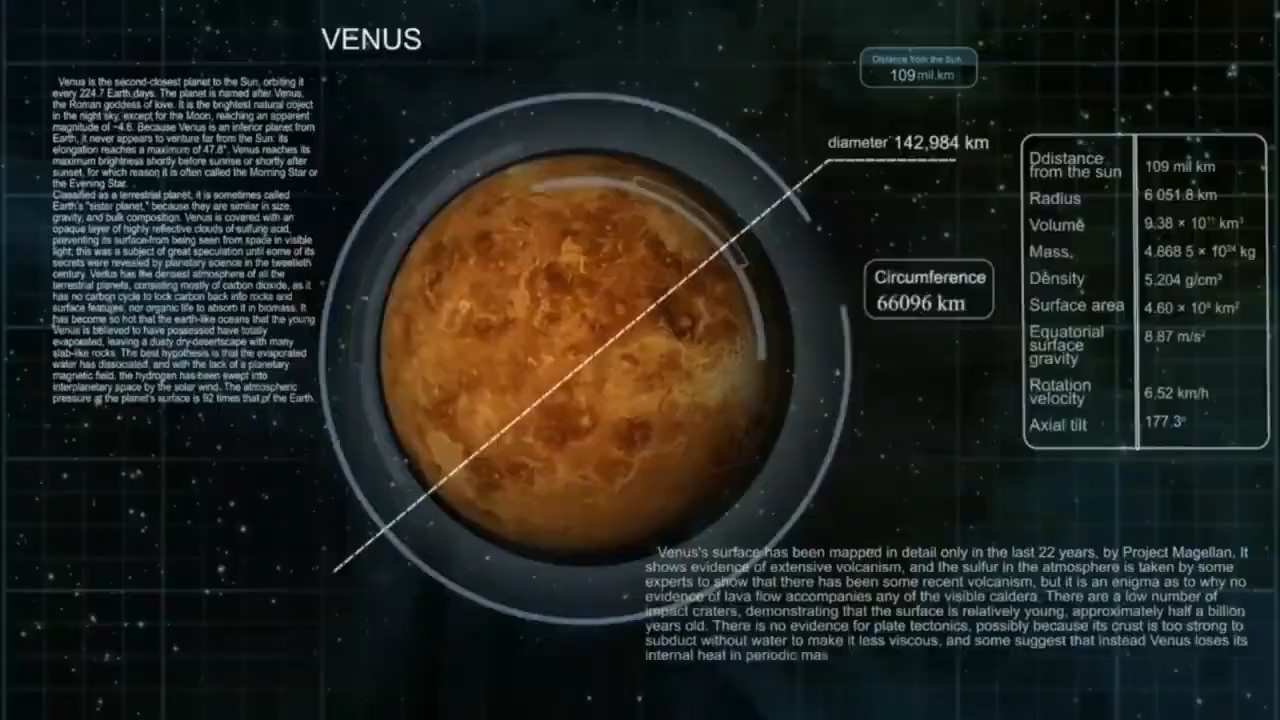 VENUS
Venus is the second-closest planet to the Sun, orbiting it
every 224.7 Earth days. The planet is named after Venus,
the Roman goddess of love. It is the brightest natural object
in the night sky, except for the Moon, reaching an apparent
magnitude of −4.6. Because Venus is an inferior planet from
Earth, it never appears to venture far from the Sun: its
elongation reaches a maximum of 47.8°. Venus reaches its
maximum brightness shortly before sunrise or shortly after
sunset, for which reason it is often called the Morning Star or
the Evening Star.
Classified as a terrestrial planet, it is sometimes called
Earth's "sister planet," because they are similar in size,
gravity, and bulk composition. Venus is covered with an
opaque layer of highly reflective clouds of sulfuric acid,
preventing its surface from being seen from space in visible
light; this was a subject of great speculation until some of its
secrets were revealed by planetary science in the twentieth
century. Venus has the densest atmosphere of all the
terrestrial planets, consisting mostly of carbon dioxide, as it
has no carbon cycle to lock carbon back into rocks and
surface features, nor organic life to absorb it in biomass. It
has become so hot that the earth-like oceans that the young
Venus is believed to have possessed have totally
evaporated, leaving a dusty dry-desertscape with many
slab-like rocks. The best hypothesis is that the evaporated
water has dissociated, and with the lack of a planetary
magnetic field, the hydrogen has been swept into
interplanetary space by the solar wind. The atmospheric
pressure at the planet's surface is 92 times that of the Earth.
Distance from the Sun
109 mil.km
diameter 142,984 km
Circumference
66096 km
Ddistance
from the sun
109 mil km
Radius
6 051.8 km
Volume
9.38 × 10¹¹ km³
Mass.
4.868 5 × 10²⁴ kg
Density
5.204 g/cm³
Surface area
4.60 × 10⁸ km²
Equatorial
surface
gravity
8.87 m/s²
Rotation
velocity
6.52 km/h
Axial tilt
177.3°
Venus's surface has been mapped in detail only in the last 22 years, by Project Magellan. It
shows evidence of extensive volcanism, and the sulfur in the atmosphere is taken by some
experts to show that there has been some recent volcanism, but it is an enigma as to why no
evidence of lava flow accompanies any of the visible caldera. There are a low number of
impact craters, demonstrating that the surface is relatively young, approximately half a billion
years old. There is no evidence for plate tectonics, possibly because its crust is too strong to
subduct without water to make it less viscous, and some suggest that instead Venus loses its
internal heat in periodic mas